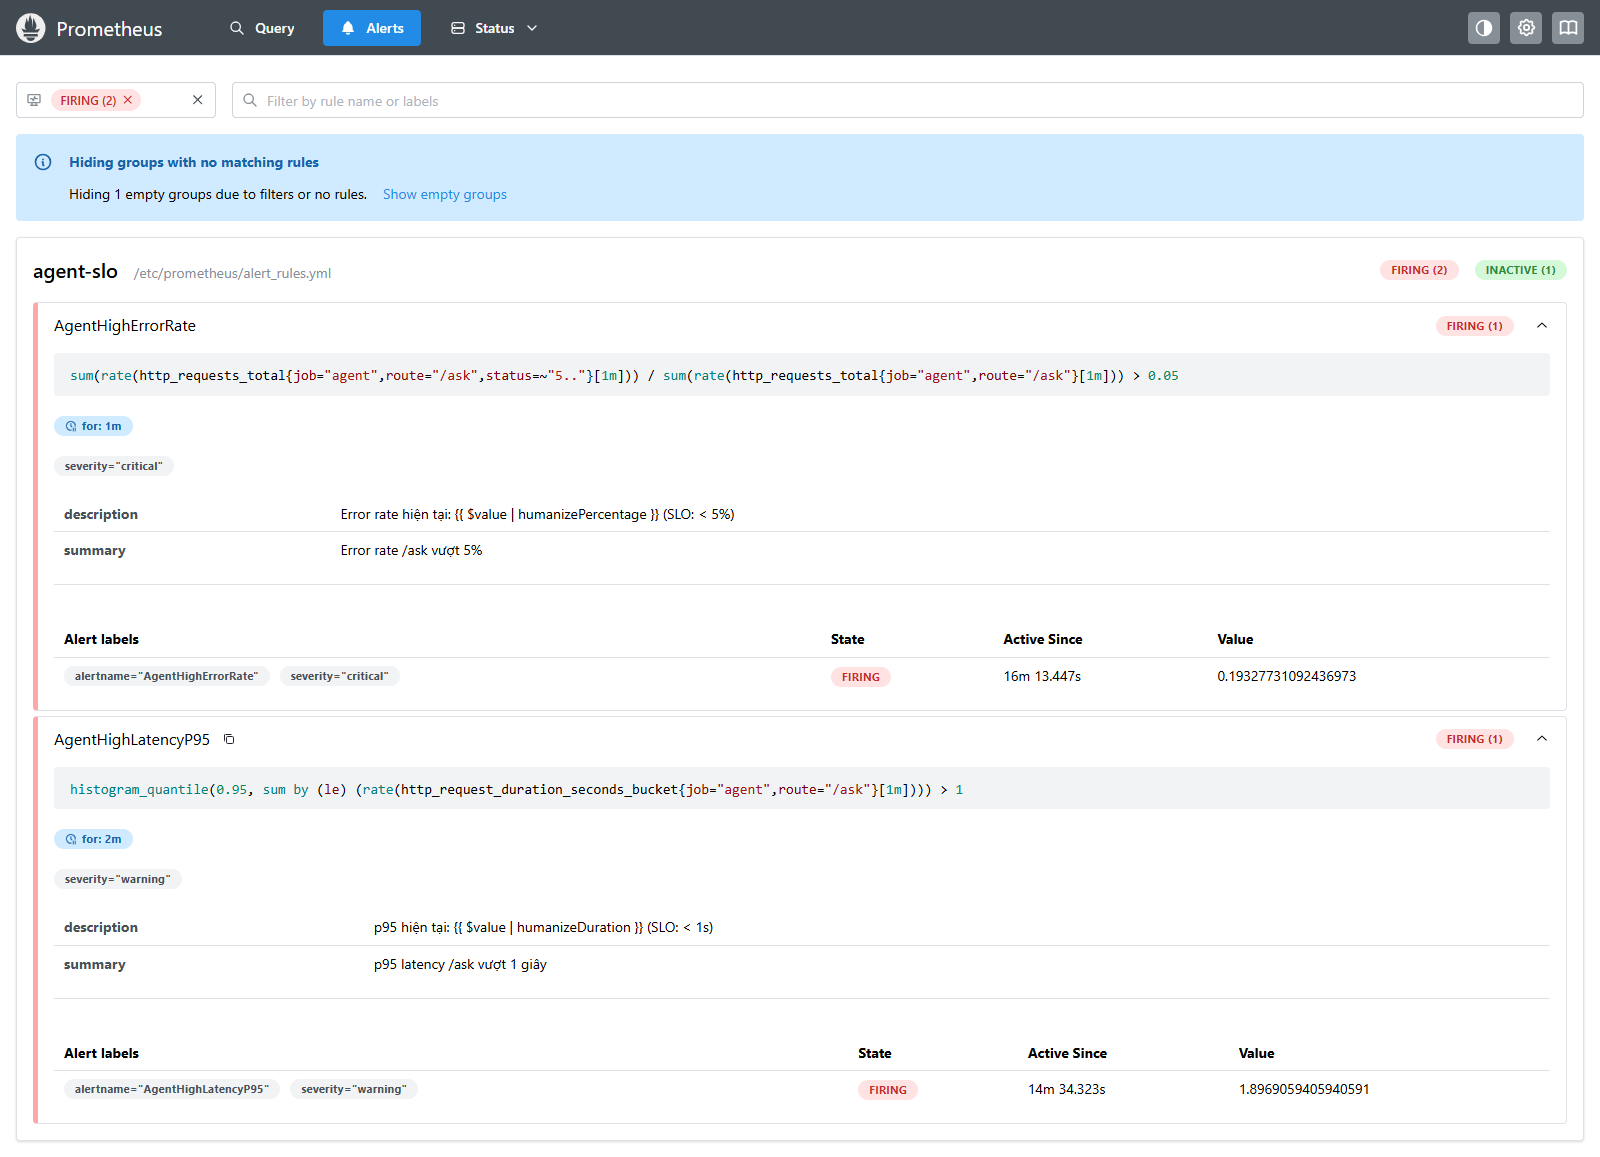 Prometheus
Query
Alerts
Status
FIRING (2)
Filter by rule name or labels
Hiding groups with no matching rules
Hiding 1 empty groups due to filters or no rules. Show empty groups
agent-slo /etc/prometheus/alert_rules.yml
FIRING (2) INACTIVE (1)
AgentHighErrorRate
FIRING (1)
sum(rate(http_requests_total{job="agent",route="/ask",status=~"5.."}[1m])) / sum(rate(http_requests_total{job="agent",route="/ask"}[1m])) > 0.05
for: 1m
severity="critical"
description Error rate hiện tại: {{ $value | humanizePercentage }} (SLO: < 5%)
summary Error rate /ask vượt 5%
Alert labels State Active Since Value
alertname="AgentHighErrorRate" severity="critical" FIRING 16m 13.447s 0.19327731092436973
AgentHighLatencyP95
FIRING (1)
histogram_quantile(0.95, sum by (le) (rate(http_request_duration_seconds_bucket{job="agent",route="/ask"}[1m]))) > 1
for: 2m
severity="warning"
description p95 hiện tại: {{ $value | humanizeDuration }} (SLO: < 1s)
summary p95 latency /ask vượt 1 giây
Alert labels State Active Since Value
alertname="AgentHighLatencyP95" severity="warning" FIRING 14m 34.323s 1.8969059405940591